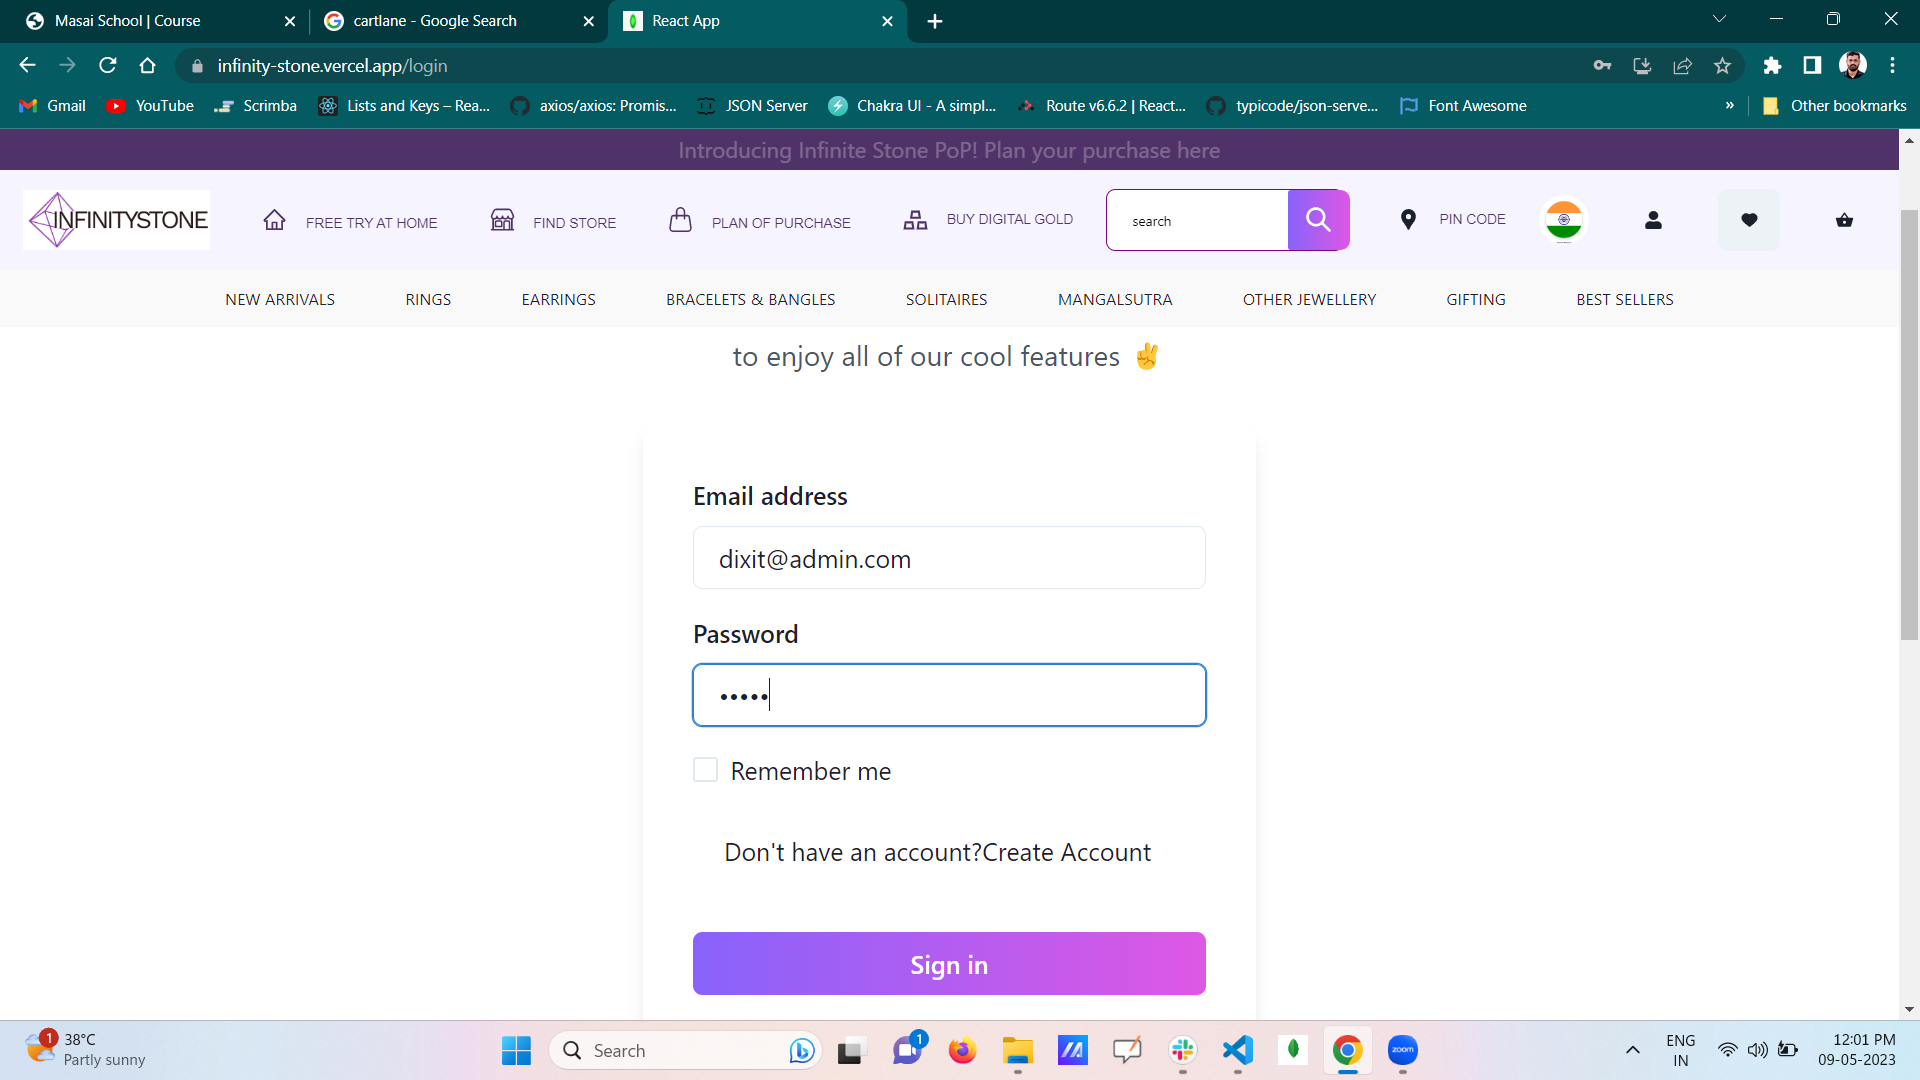 Masai School | Course
cartlane - Google Search
React App
infinity-stone.vercel.app/login
Gmail
YouTube
Scrimba
Lists and Keys – Rea...
axios/axios: Promis...
JSON Server
Chakra UI - A simpl...
Route v6.6.2 | React...
typicode/json-serve...
Font Awesome
»
Other bookmarks
Introducing Infinite Stone PoP! Plan your purchase here
INFINITYSTONE
FREE TRY AT HOME
FIND STORE
PLAN OF PURCHASE
BUY DIGITAL GOLD
search
PIN CODE
NEW ARRIVALS
RINGS
EARRINGS
BRACELETS & BANGLES
SOLITAIRES
MANGALSUTRA
OTHER JEWELLERY
GIFTING
BEST SELLERS
to enjoy all of our cool features ✌
Email address
dixit@admin.com
Password
•••••
Remember me
Don't have an account?Create Account
Sign in
1
38°C
Partly sunny
Search
1
zoom
ENG
IN
12:01 PM
09-05-2023